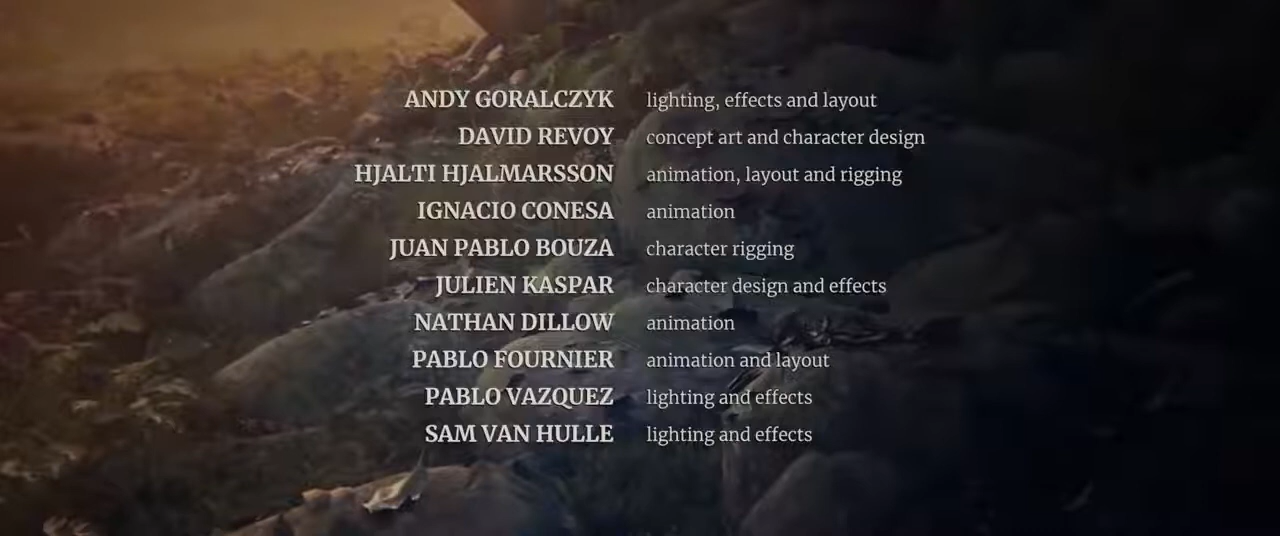 ANDY GORALCZYK lighting, effects and layout
DAVID REVOY concept art and character design
HJALTI HJALMARSSON animation, layout and rigging
IGNACIO CONESA animation
JUAN PABLO BOUZA character rigging
JULIEN KASPAR character design and effects
NATHAN DILLOW animation
PABLO FOURNIER animation and layout
PABLO VAZQUEZ lighting and effects
SAM VAN HULLE lighting and effects